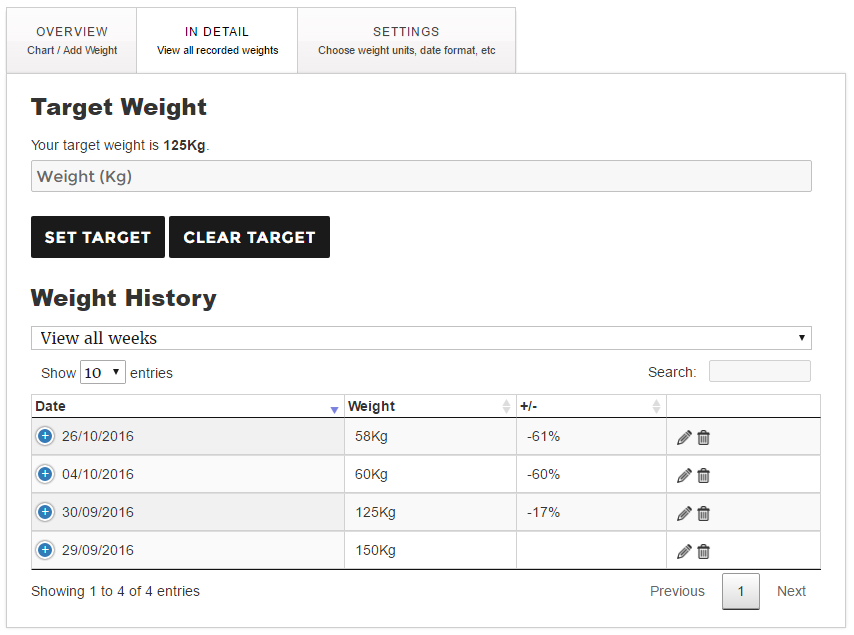 OVERVIEW IN DETAIL SETTINGS
Chart / Add Weight View all recorded weights Choose weight units, date format, etc
Target Weight
Your target weight is 125Kg.
Weight (Kg)
SET TARGET CLEAR TARGET
Weight History
View all weeks
Show 10 entries Search:
Date Weight +/-
26/10/2016 58Kg -61%
04/10/2016 60Kg -60%
30/09/2016 125Kg -17%
29/09/2016 150Kg
Showing 1 to 4 of 4 entries Previous 1 Next